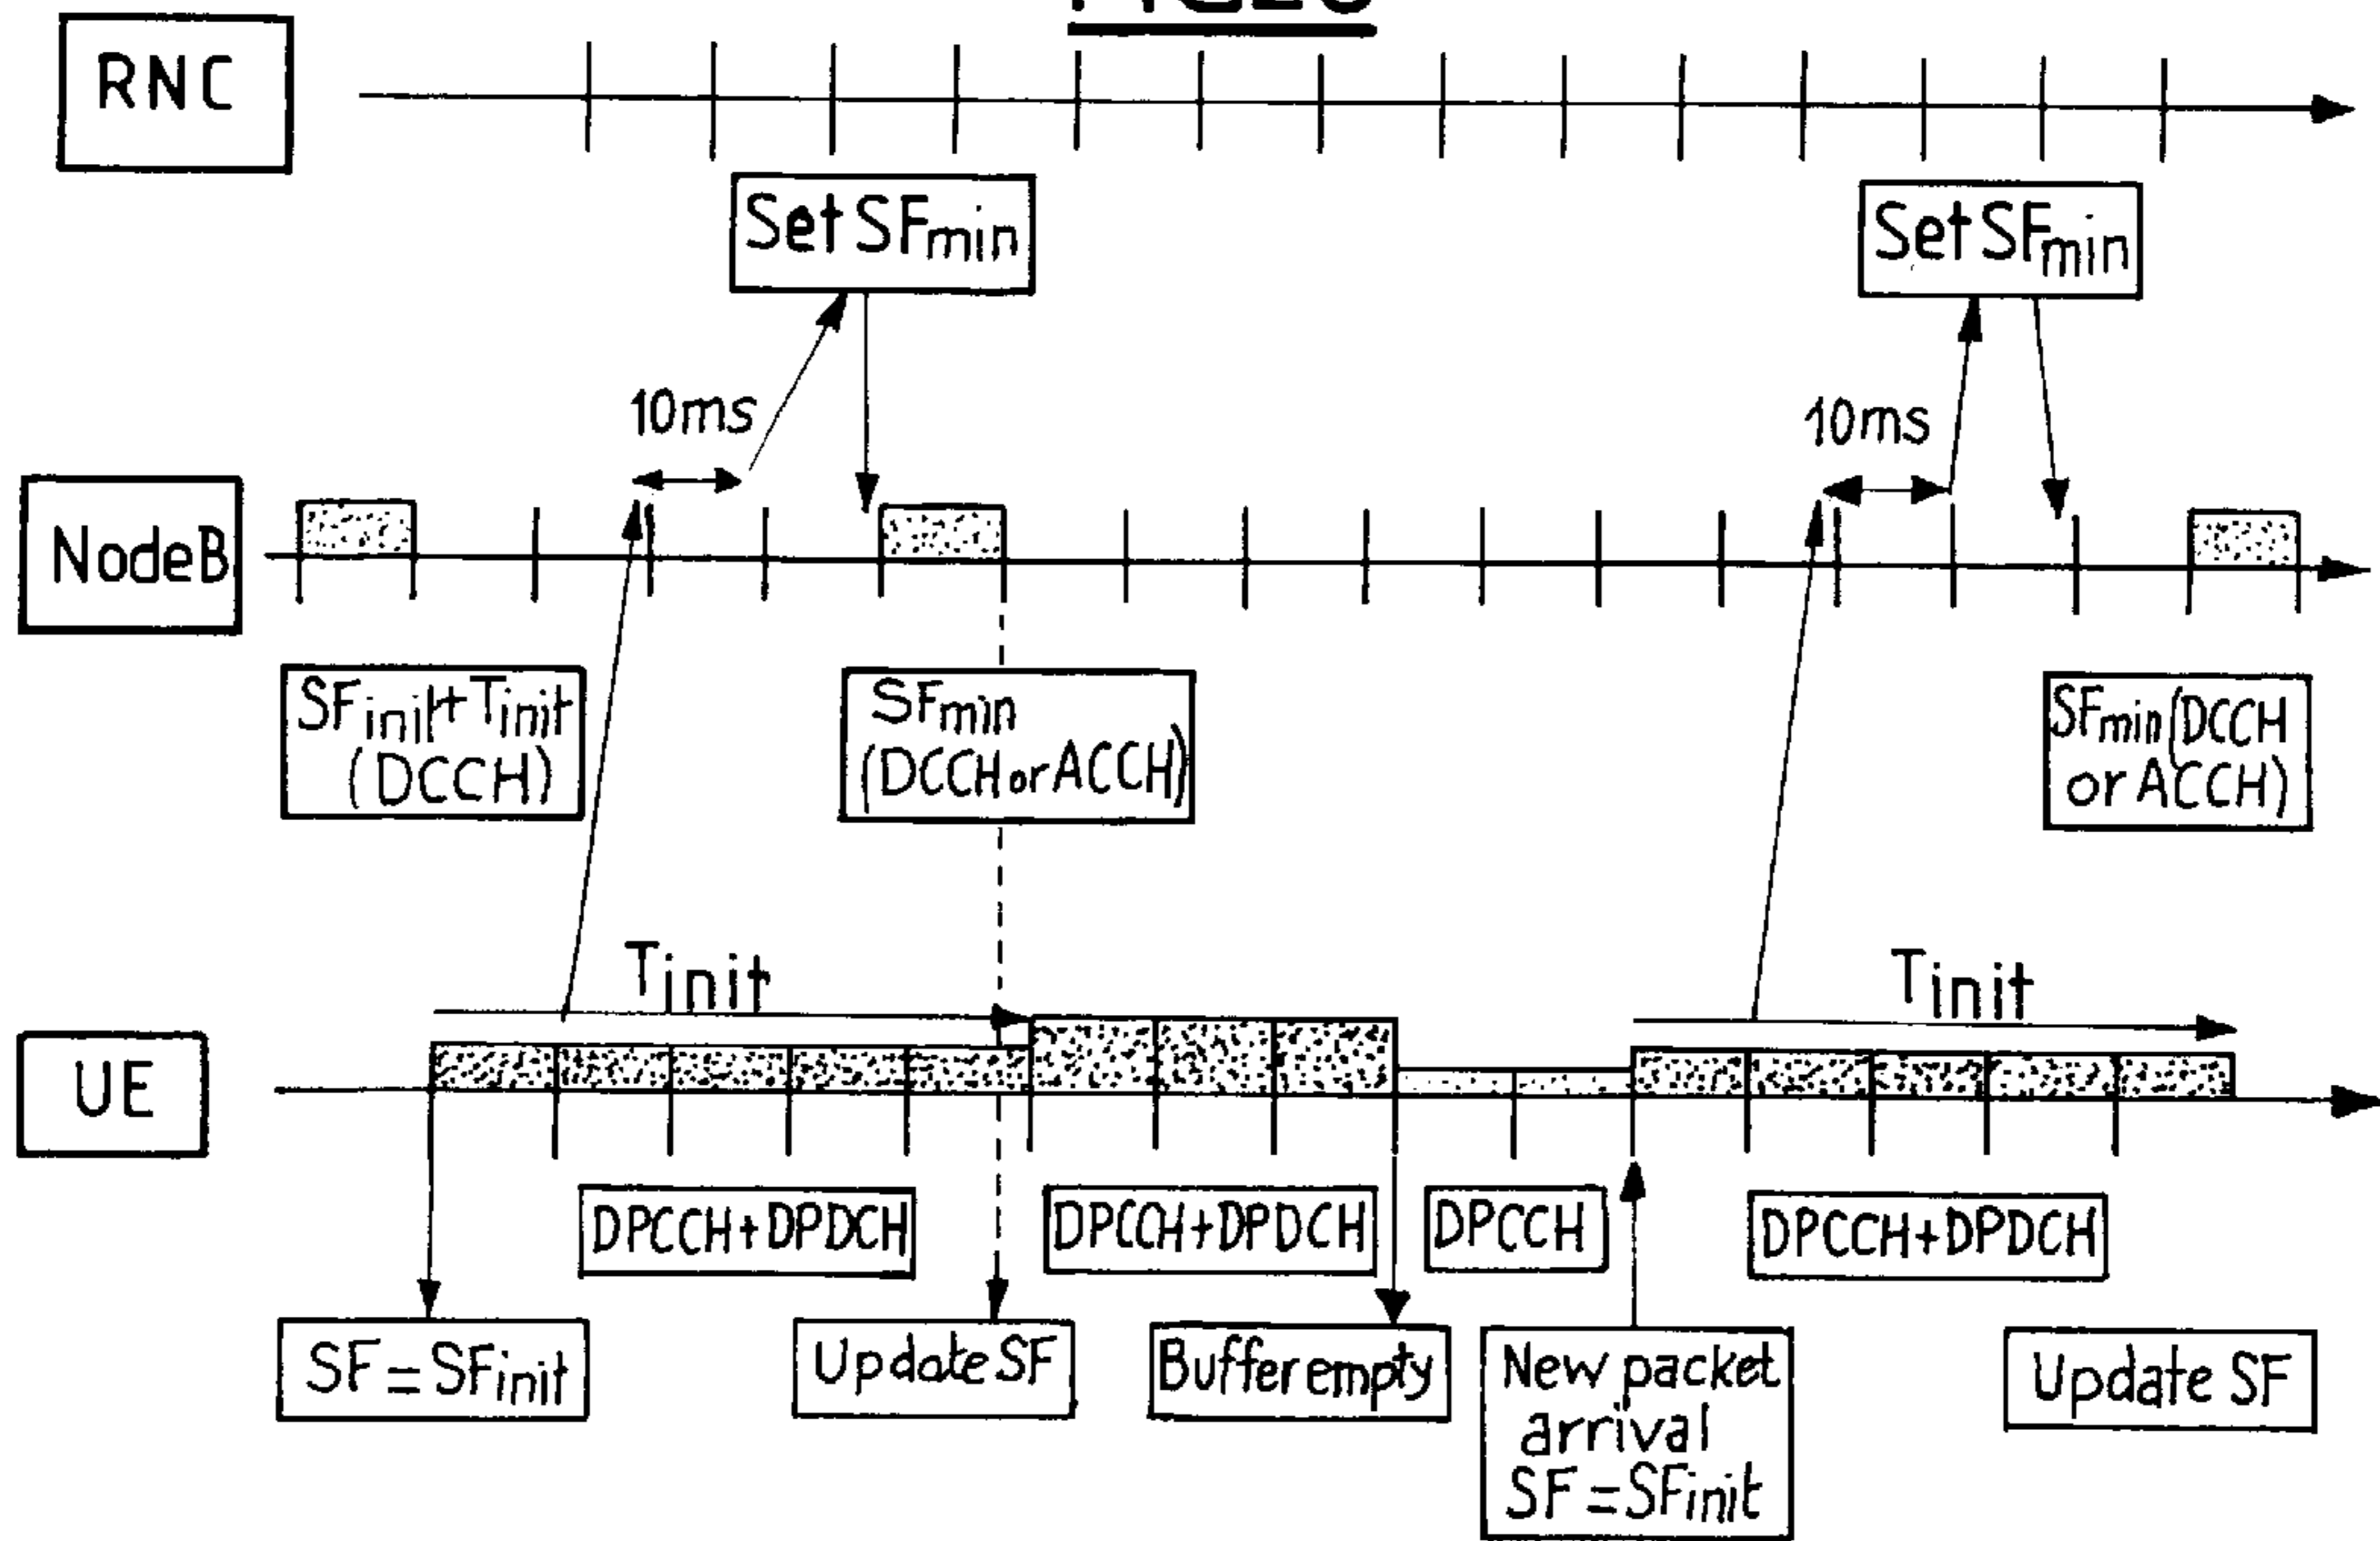 RNC
Set SFmin
Set SFmin
10ms
10ms
NodeB
SFinit+Tinit
(DCCH)
SFmin
(DCCH or ACCH)
SFmin(DCCH
or ACCH)
Tinit
Tinit
UE
DPCCH+DPDCH
DPCCH+DPDCH
DPCCH
DPCCH+DPDCH
SF=SFinit
Update SF
Buffer empty
New packet
arrival
SF=SFinit
Update SF